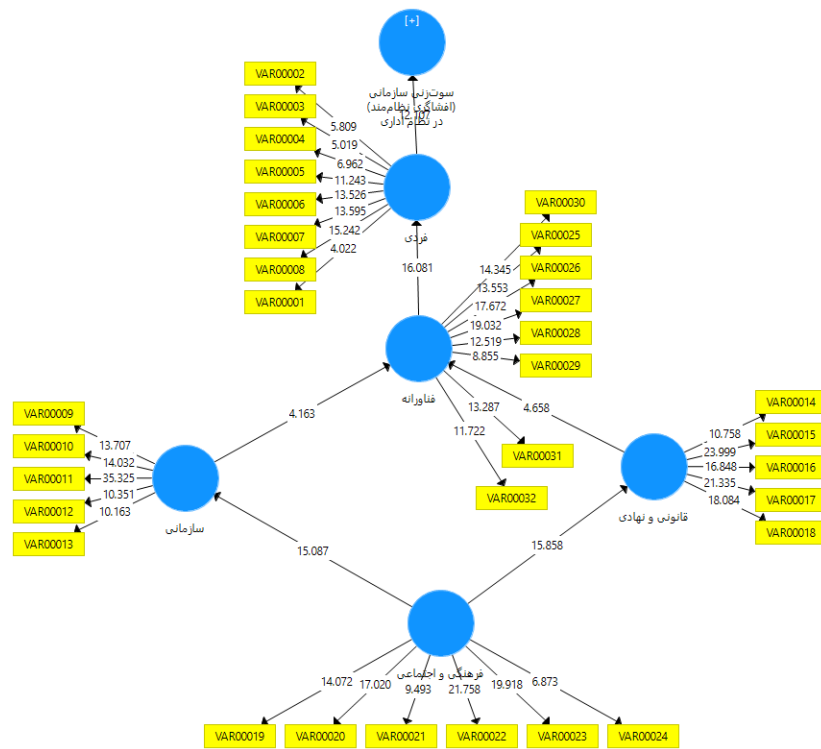 [+]
سوت‌زنی سازمانی
(افشاگری نظام‌مند)
در نظام اداری
12.107
VAR00002
VAR00003
VAR00004
VAR00005
VAR00006
VAR00007
VAR00008
VAR00001
5.809
5.019
6.962
11.243
13.526
13.595
15.242
4.022
فردی
16.081
VAR00030
VAR00025
VAR00026
VAR00027
VAR00028
VAR00029
14.345
13.553
17.672
19.032
12.519
8.855
فناورانه
13.287
11.722
VAR00031
VAR00032
4.163
4.658
VAR00009
VAR00010
VAR00011
VAR00012
VAR00013
13.707
14.032
35.325
10.351
10.163
سازمانی
VAR00014
VAR00015
VAR00016
VAR00017
VAR00018
10.758
23.999
16.848
21.335
18.084
قانونی و نهادی
15.087
15.858
فرهنگی و اجتماعی
14.072
17.020
9.493
21.758
19.918
6.873
VAR00019
VAR00020
VAR00021
VAR00022
VAR00023
VAR00024